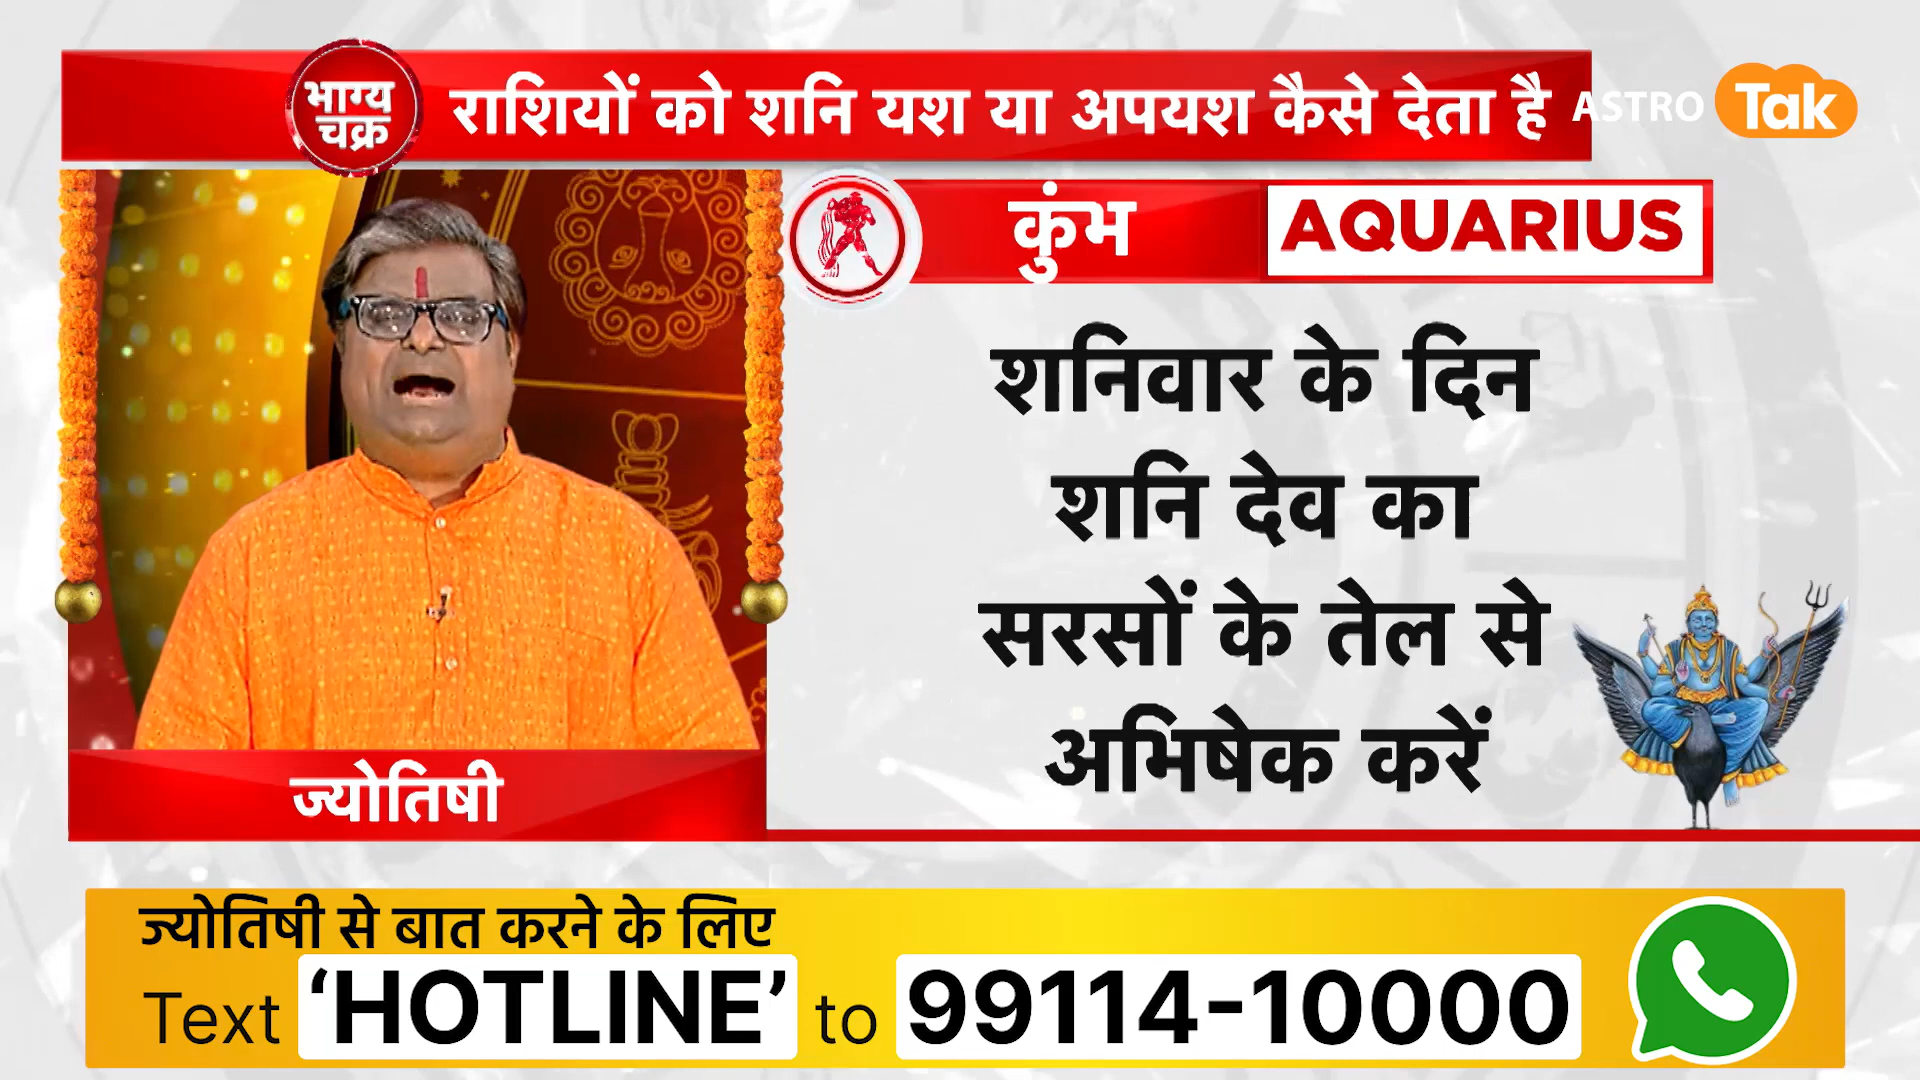 भाग्य
चक्र
राशियों को शनि यश या अपयश कैसे देता है
ASTRO Tak
कुंभ
AQUARIUS
शनिवार के दिन
शनि देव का
सरसों के तेल से
अभिषेक करें
ज्योतिषी
ज्योतिषी से बात करने के लिए
Text ‘HOTLINE’ to 99114-10000